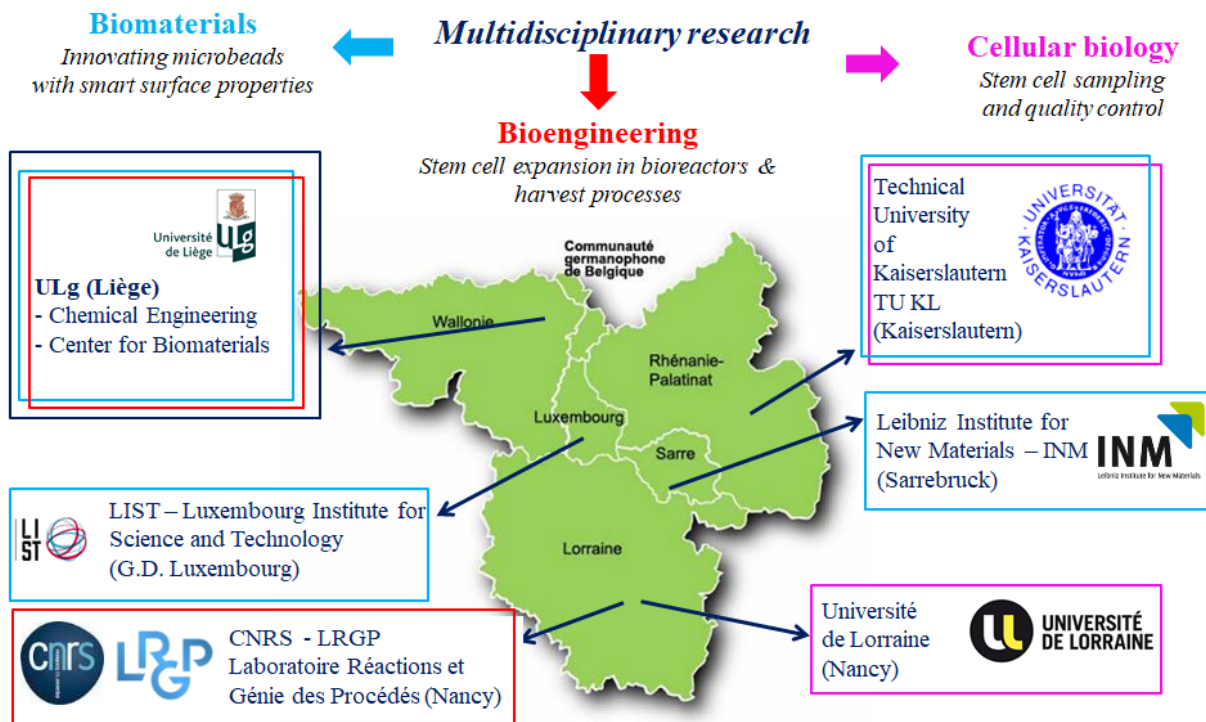 Biomaterials
Innovating microbeads
with smart surface properties
Multidisciplinary research
Cellular biology
Stem cell sampling
and quality control
Bioengineering
Stem cell expansion in bioreactors &
harvest processes
Université
de Liège
ULg
ULg (Liège)
- Chemical Engineering
- Center for Biomaterials
Communauté
germanophone
de Belgique
Wallonie
Rhénanie-
Palatinat
Luxembourg
Sarre
Lorraine
Technical
University
of
Kaiserslautern
TU KL
(Kaiserslautern)
UNIVERSITÄT
KAISERSLAUTERN
Leibniz Institute for
New Materials – INM
(Sarrebruck)
INM
Leibniz Institute for New Materials
LI
ST
LIST – Luxembourg Institute for
Science and Technology
(G.D. Luxembourg)
cnrs
LRGP
CNRS - LRGP
Laboratoire Réactions et
Génie des Procédés (Nancy)
Université
de Lorraine
(Nancy)
UNIVERSITÉ
DE LORRAINE